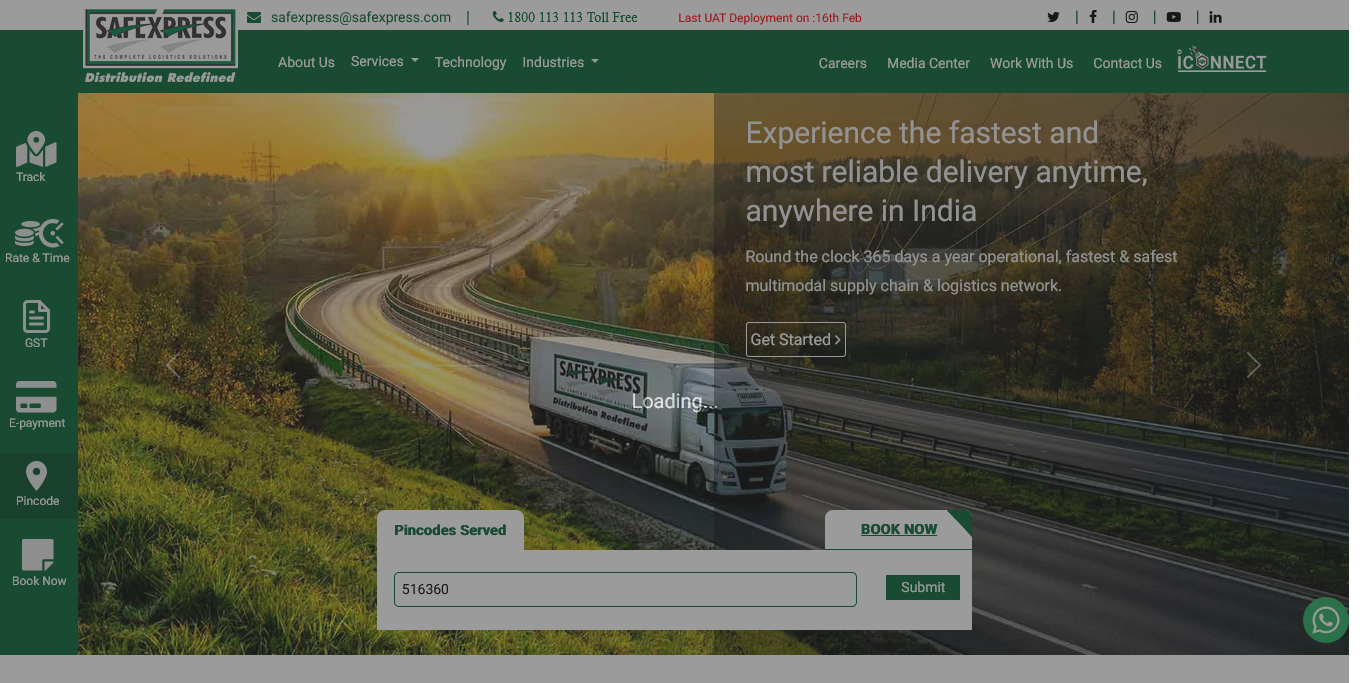 safexpress@safexpress.com | 1800 113 113 Toll Free Last UAT Deployment on :16th Feb
SAFEXPRESS
THE COMPLETE LOGISTICS SOLUTIONS
Distribution Redefined
About Us Services Technology Industries Careers Media Center Work With Us Contact Us iCONNECT
Track
Rate & Time
GST
E-payment
Pincode
Book Now
Experience the fastest and
most reliable delivery anytime,
anywhere in India
Round the clock 365 days a year operational, fastest & safest
multimodal supply chain & logistics network.
Get Started >
SAFEXPRESS
Distribution Redefined
Loading...
Pincodes Served BOOK NOW
516360 Submit